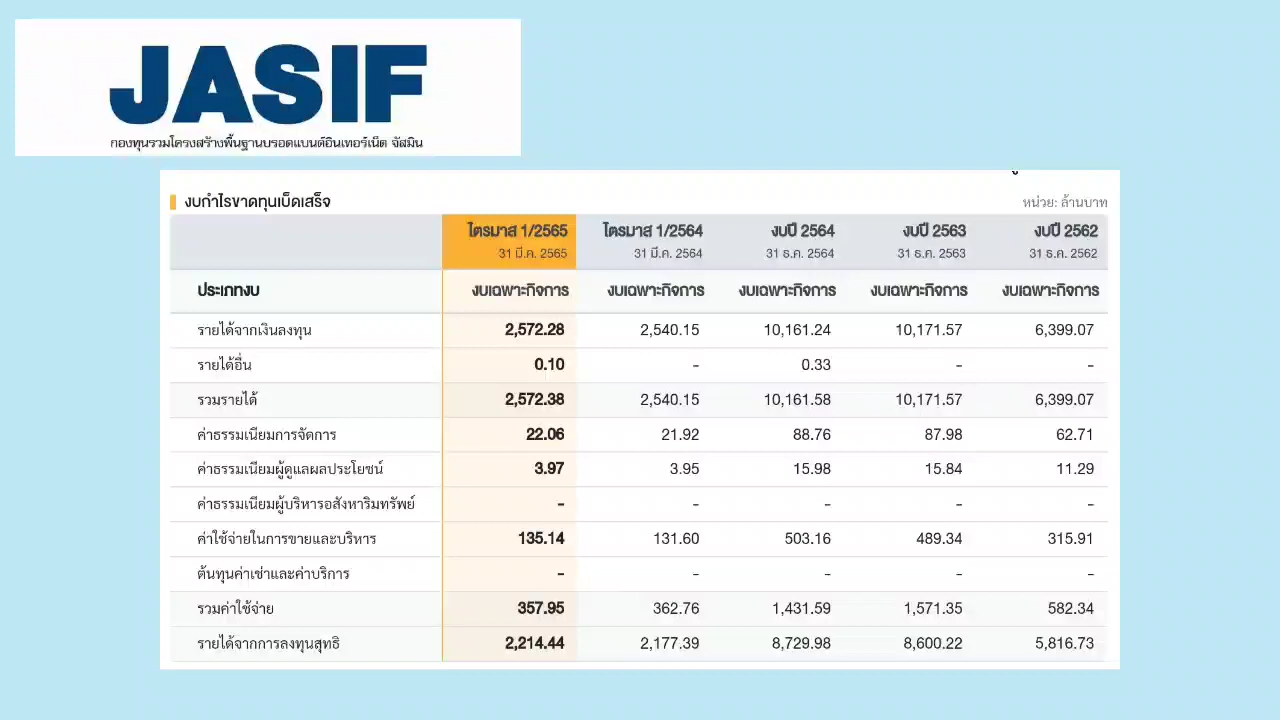 JASIF
กองทุนรวมโครงสร้างพื้นฐานบรอดแบนด์อินเทอร์เน็ต จัสมิน
งบกำไรขาดทุนเบ็ดเสร็จ หน่วย: ล้านบาท
ไตรมาส 1/2565 ไตรมาส 1/2564 งบปี 2564 งบปี 2563 งบปี 2562
31 มี.ค. 2565 31 มี.ค. 2564 31 ธ.ค. 2564 31 ธ.ค. 2563 31 ธ.ค. 2562
ประเภทงบ งบเฉพาะกิจการ งบเฉพาะกิจการ งบเฉพาะกิจการ งบเฉพาะกิจการ งบเฉพาะกิจการ
รายได้จากเงินลงทุน 2,572.28 2,540.15 10,161.24 10,171.57 6,399.07
รายได้อื่น 0.10 - 0.33 - -
รวมรายได้ 2,572.38 2,540.15 10,161.58 10,171.57 6,399.07
ค่าธรรมเนียมการจัดการ 22.06 21.92 88.76 87.98 62.71
ค่าธรรมเนียมผู้ดูแลผลประโยชน์ 3.97 3.95 15.98 15.84 11.29
ค่าธรรมเนียมผู้บริหารอสังหาริมทรัพย์ - - - - -
ค่าใช้จ่ายในการขายและบริหาร 135.14 131.60 503.16 489.34 315.91
ต้นทุนค่าเช่าและค่าบริการ - - - - -
รวมค่าใช้จ่าย 357.95 362.76 1,431.59 1,571.35 582.34
รายได้จากการลงทุนสุทธิ 2,214.44 2,177.39 8,729.98 8,600.22 5,816.73